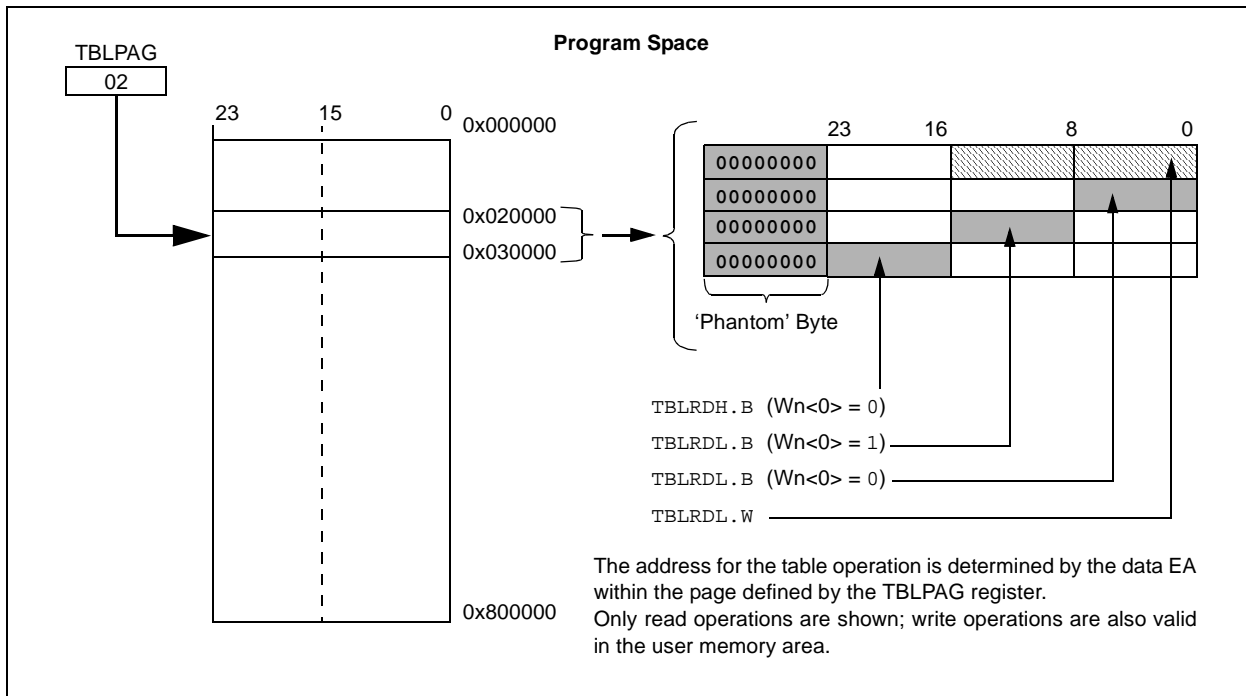 Program Space
TBLPAG
02
23 15 0
0x000000
0x020000
0x030000
0x800000
23 16 8 0
00000000
00000000
00000000
00000000
‘Phantom’ Byte
TBLRDH.B (Wn<0> = 0)
TBLRDL.B (Wn<0> = 1)
TBLRDL.B (Wn<0> = 0)
TBLRDL.W
The address for the table operation is determined by the data EA
within the page defined by the TBLPAG register.
Only read operations are shown; write operations are also valid
in the user memory area.